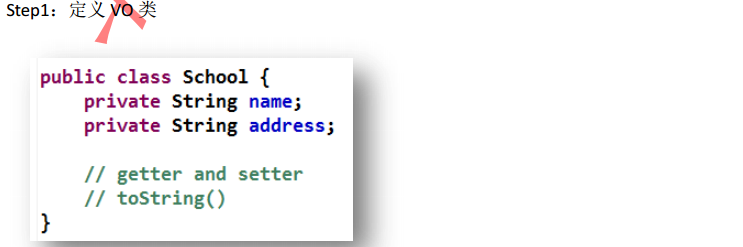 Step1：定义 VO 类
public class School {
private String name;
private String address;
// getter and setter
// toString()
}